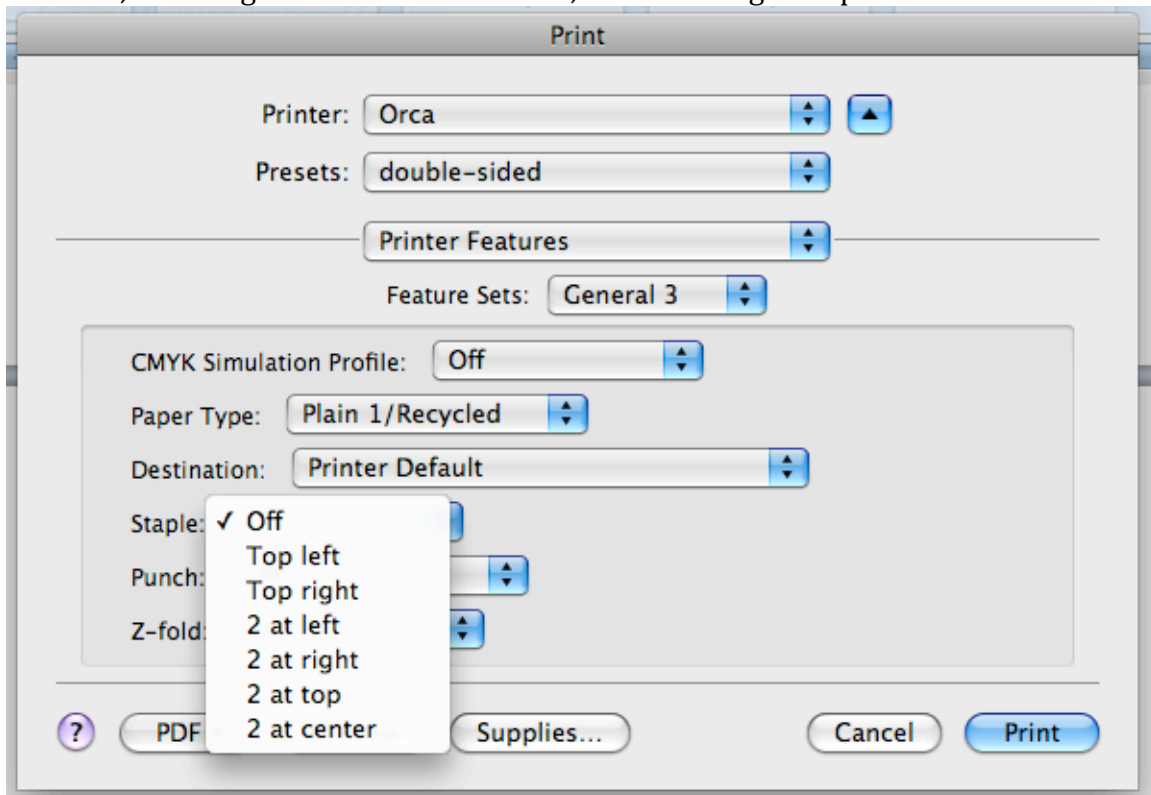 Print
Printer: Orca
Presets: double-sided
Printer Features
Feature Sets: General 3
CMYK Simulation Profile: Off
Paper Type: Plain 1/Recycled
Destination: Printer Default
Staple: ✓ Off
Top left
Top right
2 at left
2 at right
2 at top
2 at center
Punch:
Z-fold:
? PDF Supplies... Cancel Print